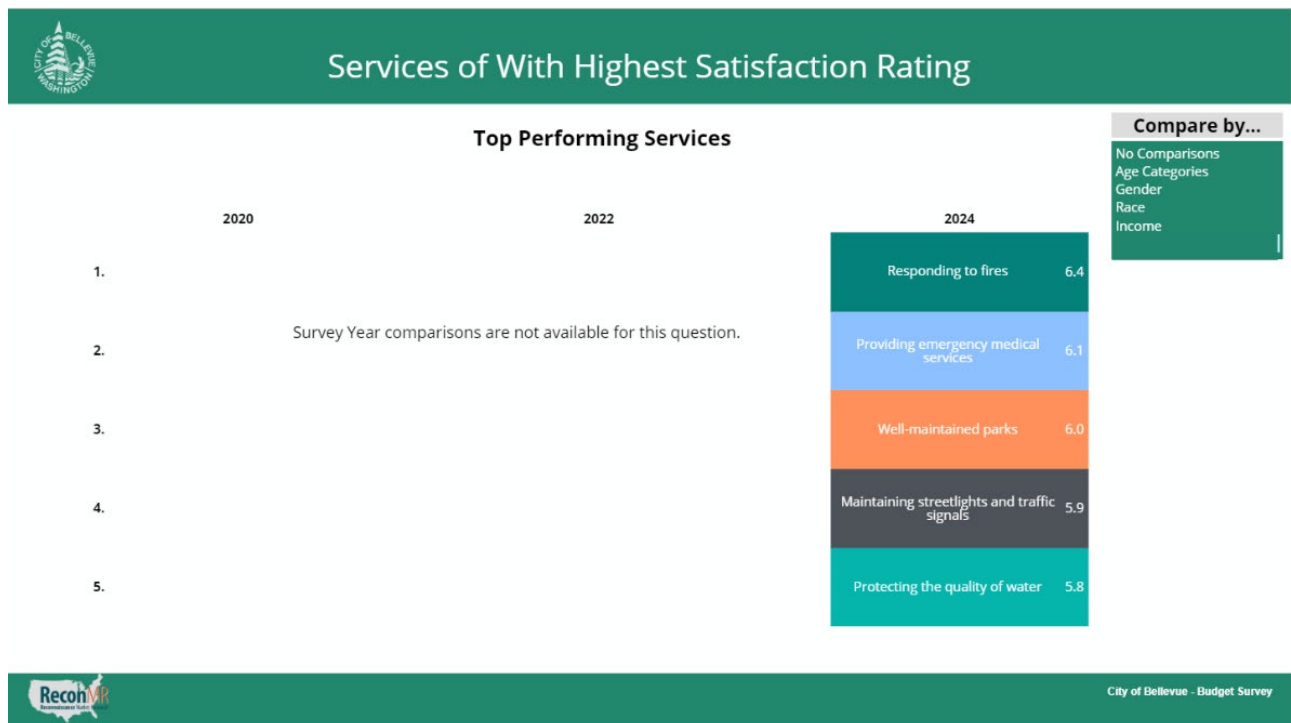 CITY OF BELLEVUE
WASHINGTON
Services of With Highest Satisfaction Rating
Top Performing Services
Compare by...
No Comparisons
Age Categories
Gender
Race
Income
2020 2022 2024
1. Responding to fires 6.4
Survey Year comparisons are not available for this question.
2. Providing emergency medical
services 6.1
3. Well-maintained parks 6.0
4. Maintaining streetlights and traffic
signals 5.9
5. Protecting the quality of water 5.8
ReconMR
City of Bellevue - Budget Survey